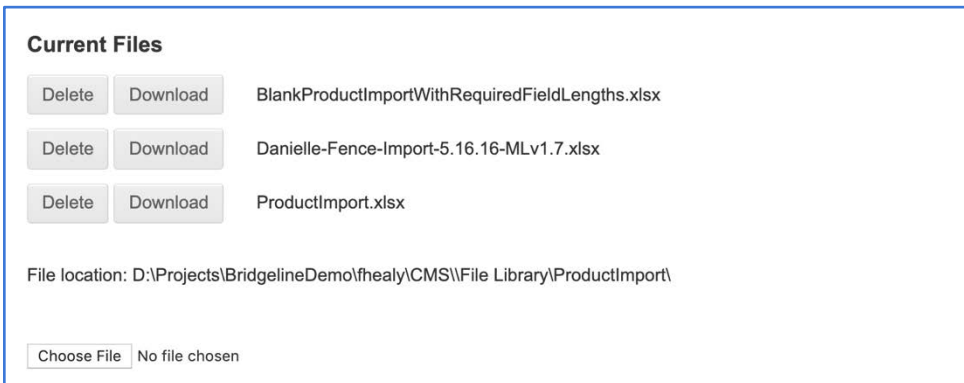 Current Files
Delete Download BlankProductImportWithRequiredFieldLengths.xlsx
Delete Download Danielle-Fence-Import-5.16.16-MLv1.7.xlsx
Delete Download ProductImport.xlsx
File location: D:\Projects\BridgelineDemo\fhealy\CMS\\File Library\ProductImport\
Choose File No file chosen